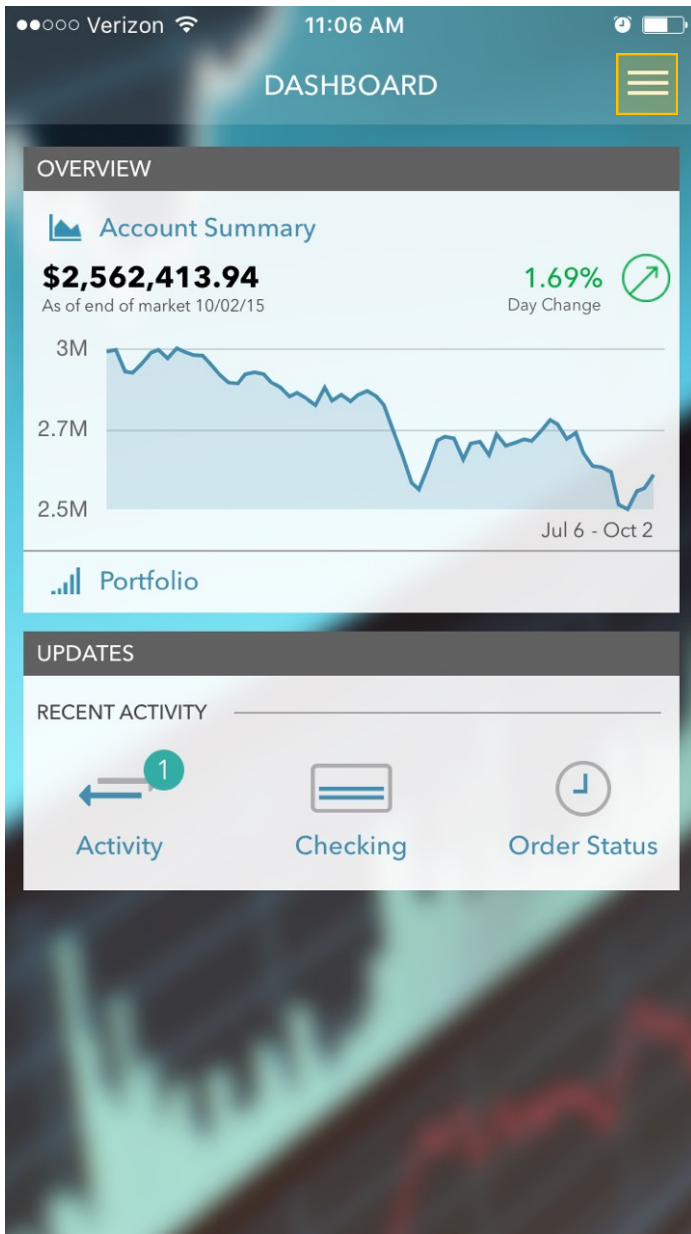 Verizon 11:06 AM
DASHBOARD
OVERVIEW
Account Summary
$2,562,413.94 1.69%
As of end of market 10/02/15 Day Change
3M
2.7M
2.5M
Jul 6 - Oct 2
Portfolio
UPDATES
RECENT ACTIVITY
1
Activity Checking Order Status